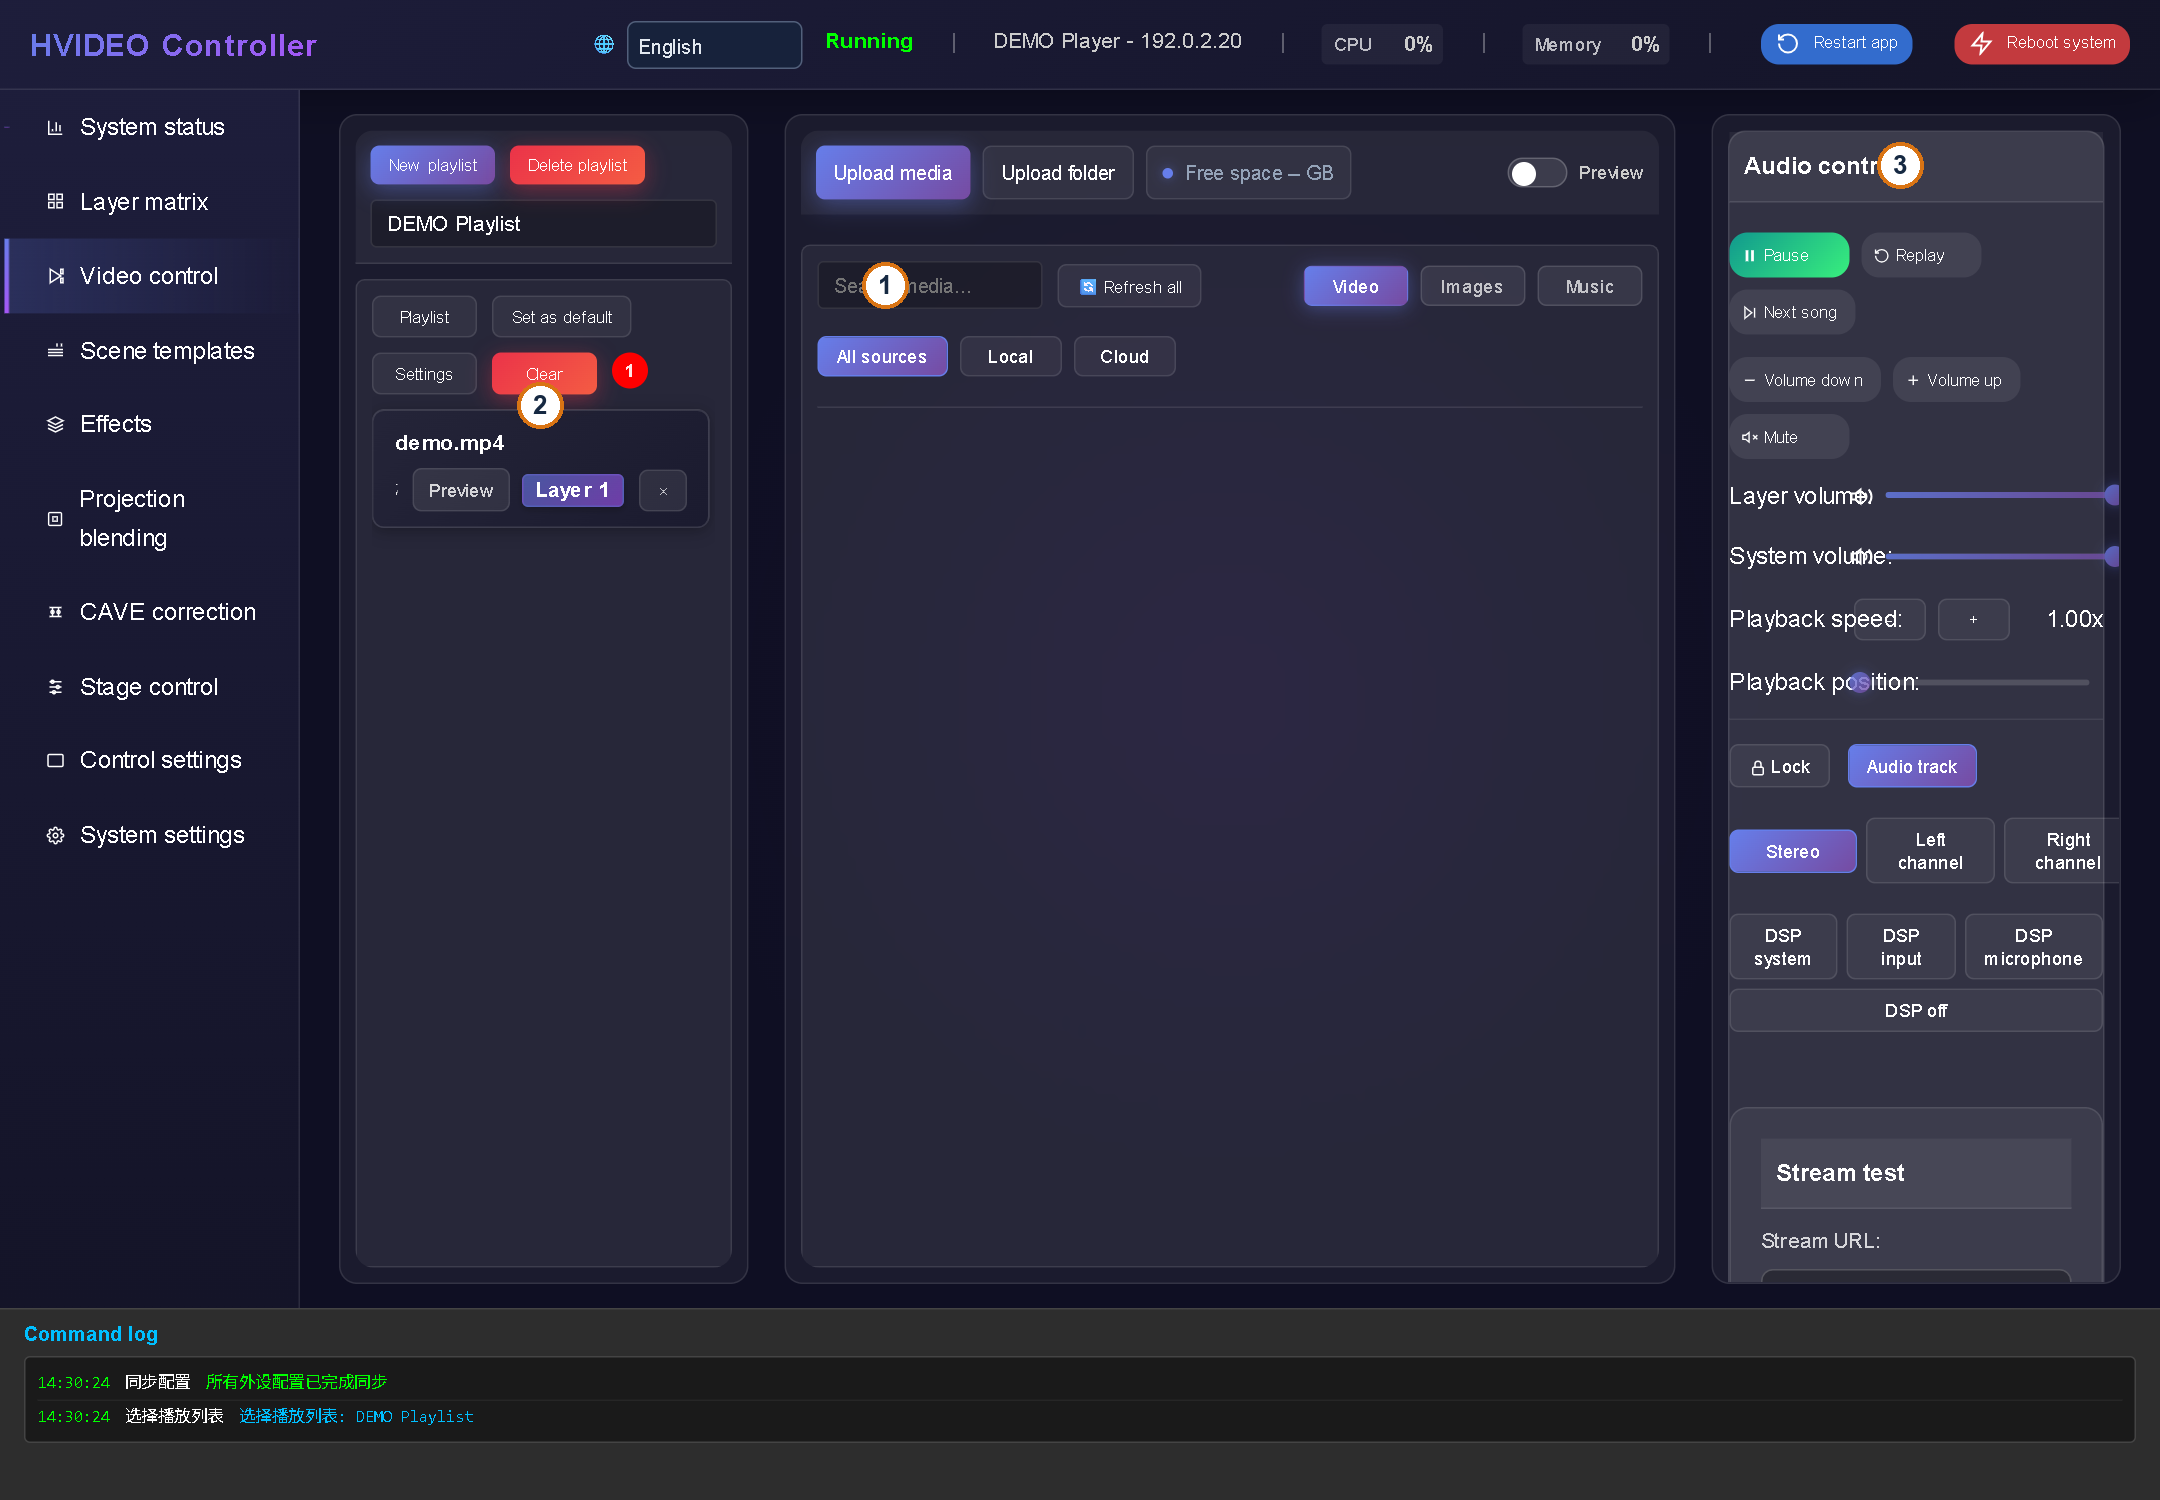 HVIDEO Controller
English
Running | DEMO Player - 192.0.2.20 | CPU 0% | Memory 0% |
Restart app
Reboot system
System status
Layer matrix
Video control
Scene templates
Effects
Projection
blending
CAVE correction
Stage control
Control settings
System settings
New playlist
Delete playlist
DEMO Playlist
Playlist
Set as default
Settings
Clear
1
2
demo.mp4
Preview
Layer 1
×
Upload media
Upload folder
Free space – GB
Preview
1
media...
Refresh all
Video
Images
Music
All sources
Local
Cloud
Audio
3
Pause
Replay
Next song
− Volume down
+ Volume up
Mute
Layer volume
System volume:
Playback speed:
+
1.00x
Playback position:
Lock
Audio track
Stereo
Left
channel
Right
channel
DSP
system
DSP
input
DSP
microphone
DSP off
Stream test
Stream URL:
Command log
14:30:24 同步配置 所有外设配置已完成同步
14:30:24 选择播放列表 选择播放列表: DEMO Playlist